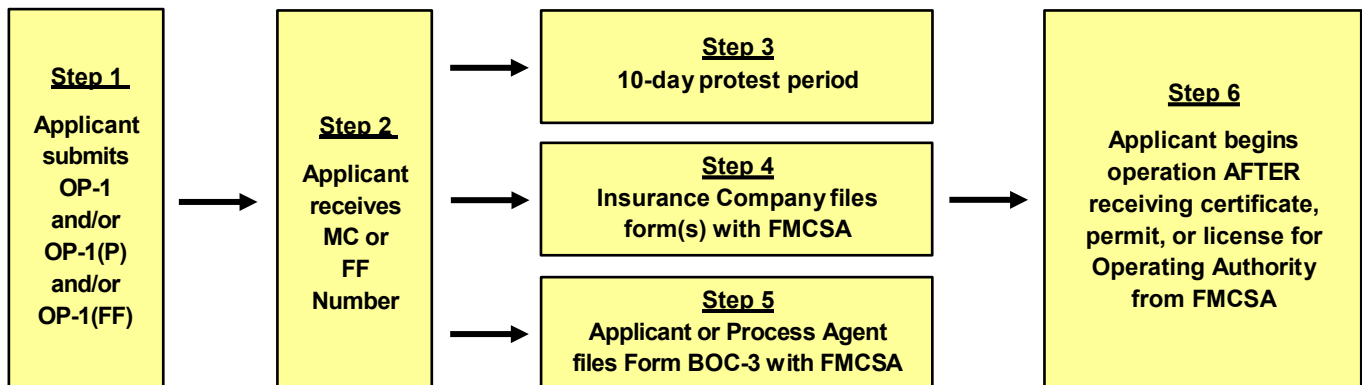 Step 1
Applicant
submits
OP-1
and/or
OP-1(P)
and/or
OP-1(FF)
Step 2
Applicant
receives
MC or
FF
Number
Step 3
10-day protest period
Step 4
Insurance Company files
form(s) with FMCSA
Step 5
Applicant or Process Agent
files Form BOC-3 with FMCSA
Step 6
Applicant begins
operation AFTER
receiving certificate,
permit, or license for
Operating Authority
from FMCSA